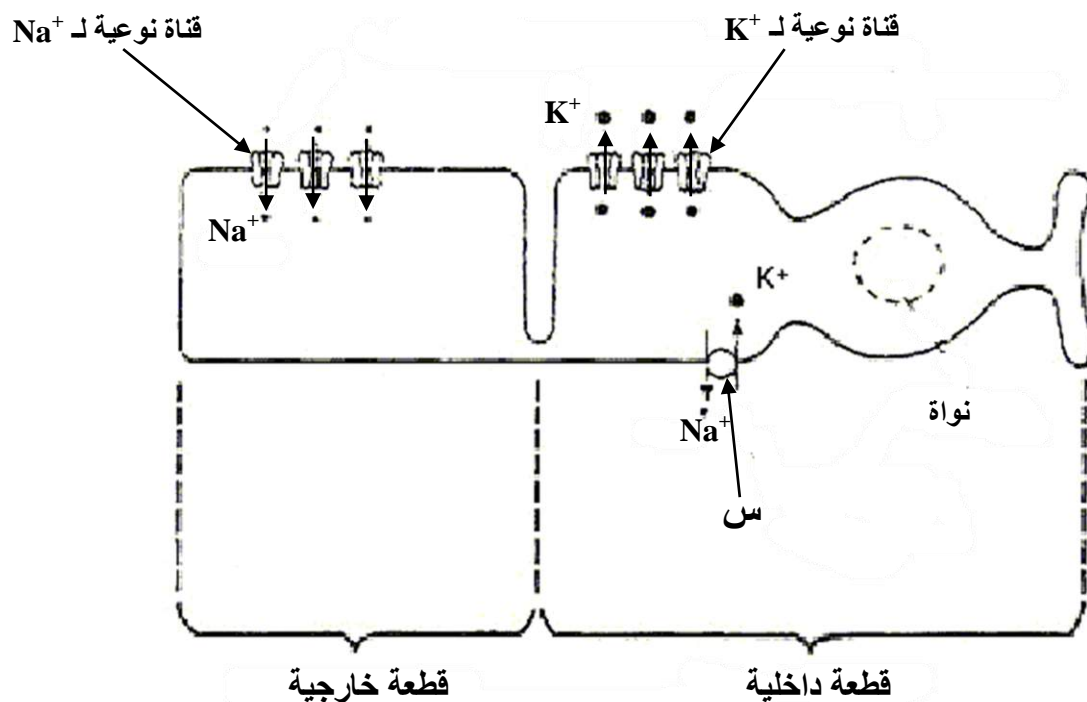 قناة نوعية لـ Na⁺
قناة نوعية لـ K⁺
K⁺
Na⁺
K⁺
Na⁺
نواة
س
قطعة خارجية
قطعة داخلية